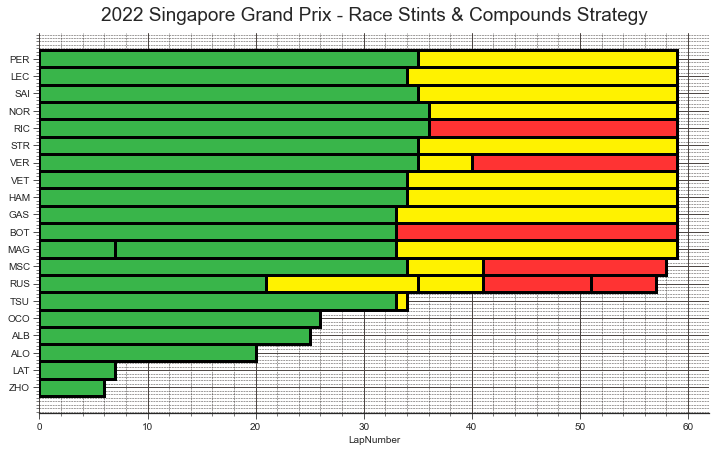 2022 Singapore Grand Prix - Race Stints & Compounds Strategy
PER
LEC
SAI
NOR
RIC
STR
VER
VET
HAM
GAS
BOT
MAG
MSC
RUS
TSU
OCO
ALB
ALO
LAT
ZHO
0 10 20 30 40 50 60
LapNumber